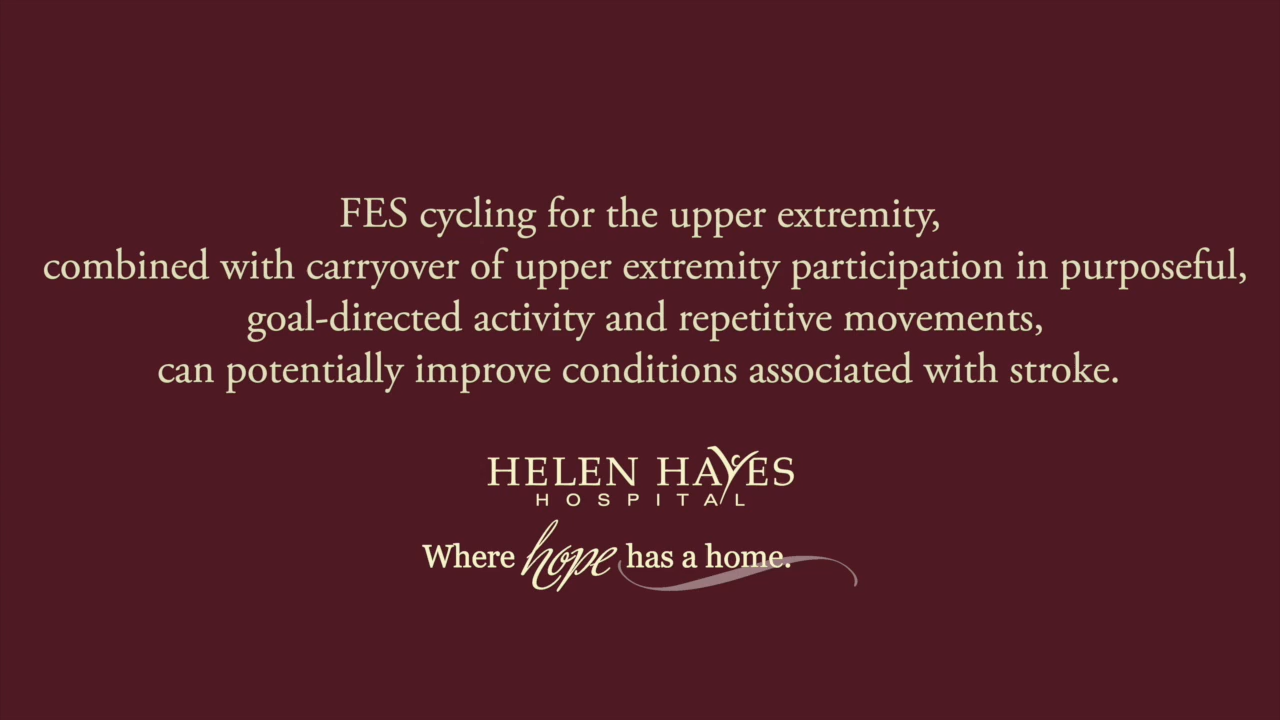 FES cycling for the upper extremity,
combined with carryover of upper extremity participation in purposeful,
goal-directed activity and repetitive movements,
can potentially improve conditions associated with stroke.
HELEN HAYES
HOSPITAL
Where hope has a home.